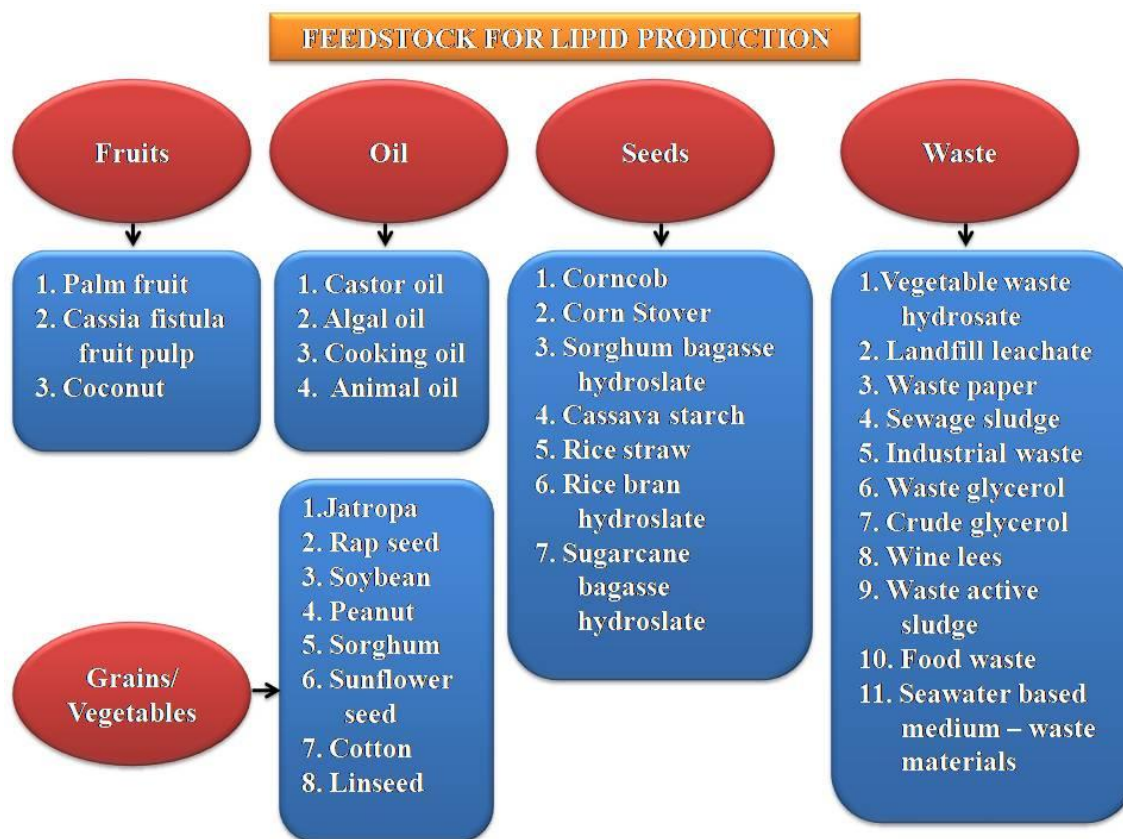 FEEDSTOCK FOR LIPID PRODUCTION
Fruits
1. Palm fruit
2. Cassia fistula
fruit pulp
3. Coconut
Oil
1. Castor oil
2. Algal oil
3. Cooking oil
4. Animal oil
Seeds
1. Corncob
2. Corn Stover
3. Sorghum bagasse
hydroslate
4. Cassava starch
5. Rice straw
6. Rice bran
hydroslate
7. Sugarcane
bagasse
hydroslate
Waste
1.Vegetable waste
hydrosate
2. Landfill leachate
3. Waste paper
4. Sewage sludge
5. Industrial waste
6. Waste glycerol
7. Crude glycerol
8. Wine lees
9. Waste active
sludge
10. Food waste
11. Seawater based
medium – waste
materials
Grains/
Vegetables
1.Jatropa
2. Rap seed
3. Soybean
4. Peanut
5. Sorghum
6. Sunflower
seed
7. Cotton
8. Linseed